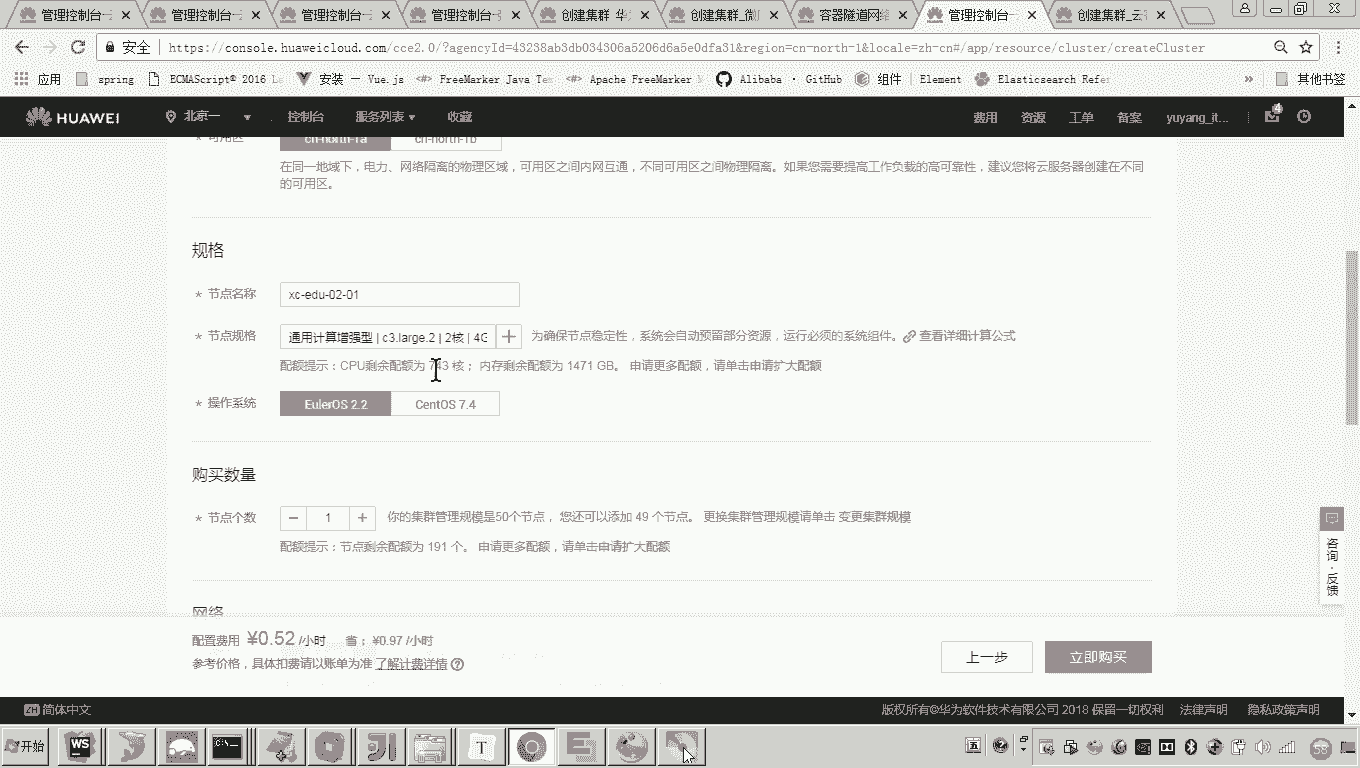 管理控制台-
管理控制台-
管理控制台-
管理控制台-
创建集群 华
创建集群_微
容器隧道网络
管理控制台-
创建集群_云
安全 https://console.huaweicloud.com/cce2.0/?agencyId=43238ab3db034306a5206d6a5e0dfa31&region=cn-north-1&locale=zh-cn#/app/resource/cluster/createCluster
应用 spring ECMAScript® 2016 La 安装 — Vue.js FreeMarker Java Tem Apache FreeMarker Alibaba · GitHub 组件 | Element Elasticsearch Refer » 其他书签
HUAWEI 北京一 控制台 服务列表 收藏 费用 资源 工单 备案 yuyang_it... 4
* 可用区 cn-north-1a cn-north-1b
在同一地域下，电力、网络隔离的物理区域，可用区之间内网互通，不同可用区之间物理隔离。如果您需要提高工作负载的高可靠性，建议您将云服务器创建在不同
的可用区。
规格
* 节点名称 xc-edu-02-01
* 节点规格 通用计算增强型 | c3.large.2 | 2核 | 4G 为确保节点稳定性，系统会自动预留部分资源，运行必须的系统组件。 查看详细计算公式
配额提示：CPU剩余配额为 743 核； 内存剩余配额为 1471 GB。 申请更多配额，请单击申请扩大配额
* 操作系统 EulerOS 2.2 CentOS 7.4
购买数量
* 节点个数 − 1 + 你的集群管理规模是50个节点， 您还可以添加 49 个节点。 更换集群管理规模请单击 变更集群规模
配额提示：节点剩余配额为 191 个。 申请更多配额，请单击申请扩大配额
咨询·反馈
网络
配置费用 ¥0.52 /小时 省： ¥0.97 /小时
参考价格，具体扣费请以账单为准 了解计费详情
上一步 立即购买
ZH 简体中文 版权所有©华为软件技术有限公司 2018 保留一切权利 法律声明 隐私政策声明
开始 WS C:\ T E 五